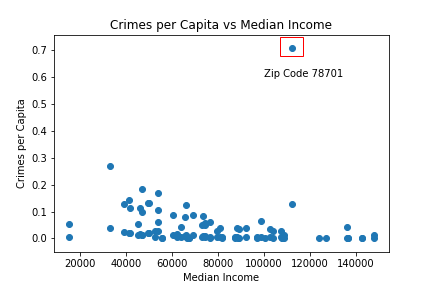 Crimes per Capita vs Median Income
0.7
0.6
0.5
0.4
0.3
0.2
0.1
0.0
Crimes per Capita
Zip Code 78701
20000 40000 60000 80000 100000 120000 140000
Median Income